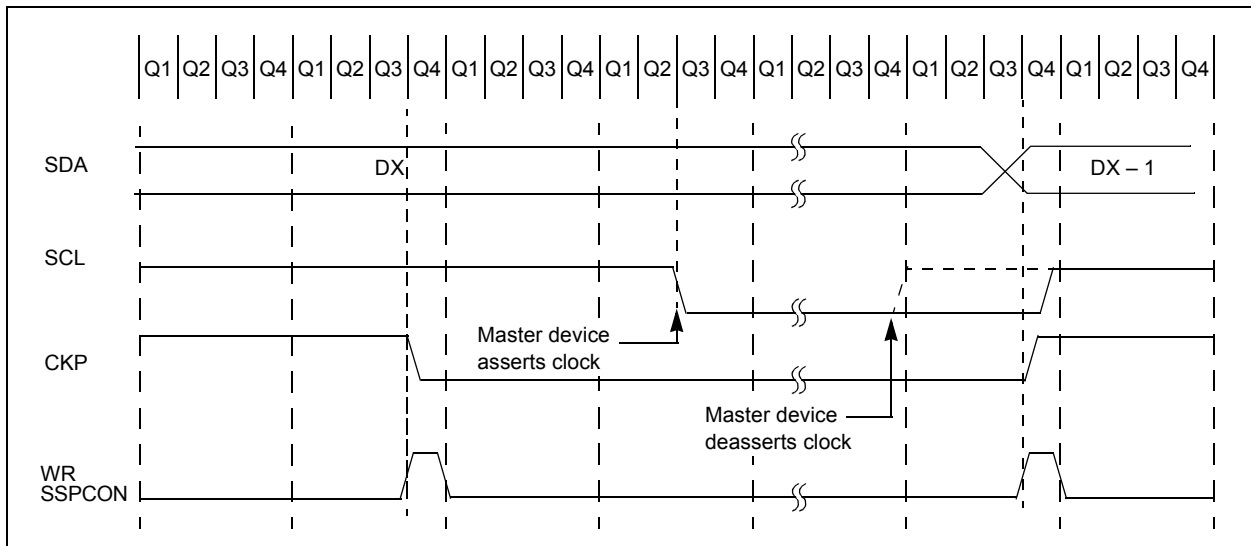 Q1 Q2 Q3 Q4 Q1 Q2 Q3 Q4 Q1 Q2 Q3 Q4 Q1 Q2 Q3 Q4 Q1 Q2 Q3 Q4 Q1 Q2 Q3 Q4 Q1 Q2 Q3 Q4
SDA
DX
DX – 1
SCL
Master device
asserts clock
CKP
Master device
deasserts clock
WR
SSPCON